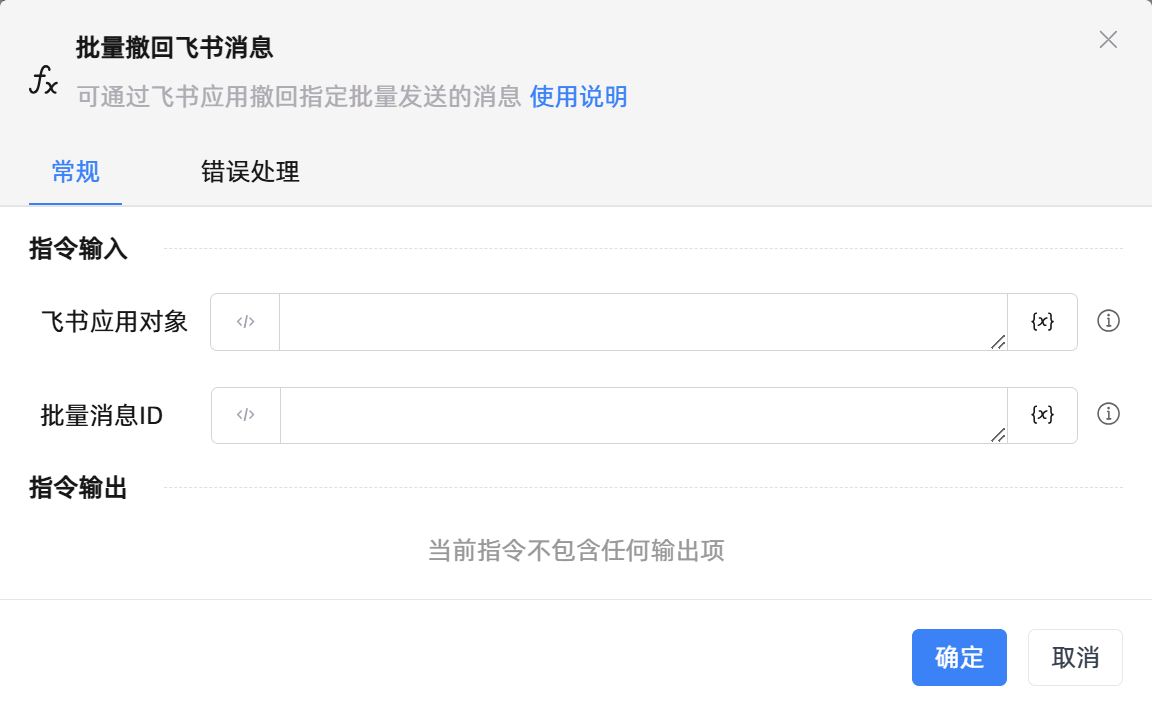 批量撤回飞书消息
fx
可通过飞书应用撤回指定批量发送的消息 使用说明
常规 错误处理
指令输入
飞书应用对象 </> {x}
批量消息ID </> {x}
指令输出
当前指令不包含任何输出项
确定 取消